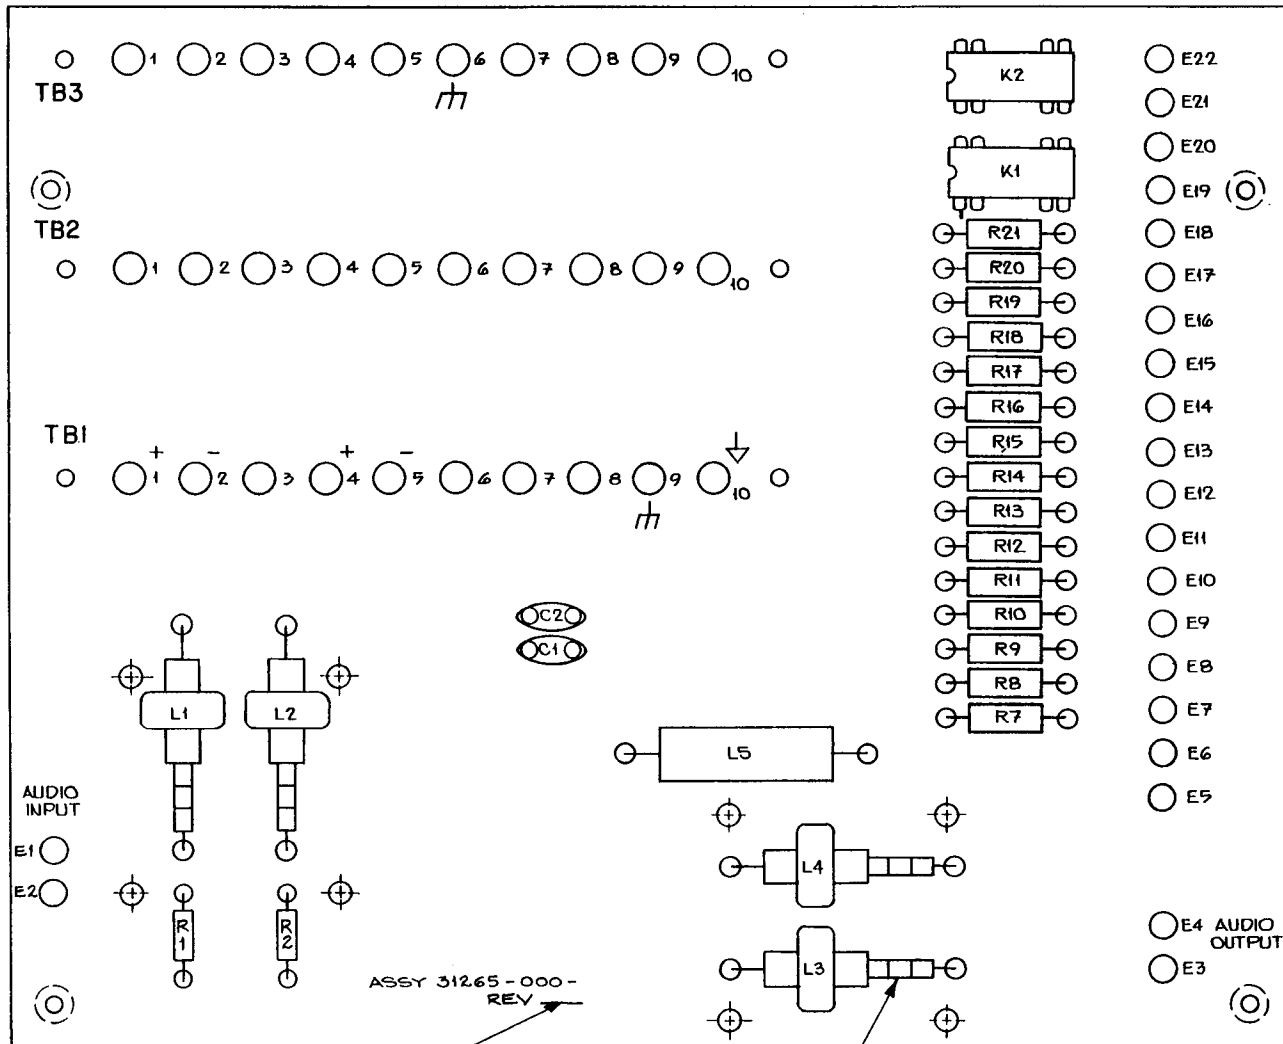 1 2 3 4 5 6 7 8 9 10
TB3
K2
K1
TB2
1 2 3 4 5 6 7 8 9 10
TB1
+ - + -
1 2 3 4 5 6 7 8 9 10
E22
E21
E20
E19
E18
E17
E16
E15
E14
E13
E12
E11
E10
E9
E8
E7
E6
E5
R21
R20
R19
R18
R17
R16
R15
R14
R13
R12
R11
R10
R9
R8
R7
C2
C1
L1
L2
L5
L4
L3
AUDIO
INPUT
E1
E2
R1
R2
E4 AUDIO
OUTPUT
E3
ASSY 31265-000-
REV __